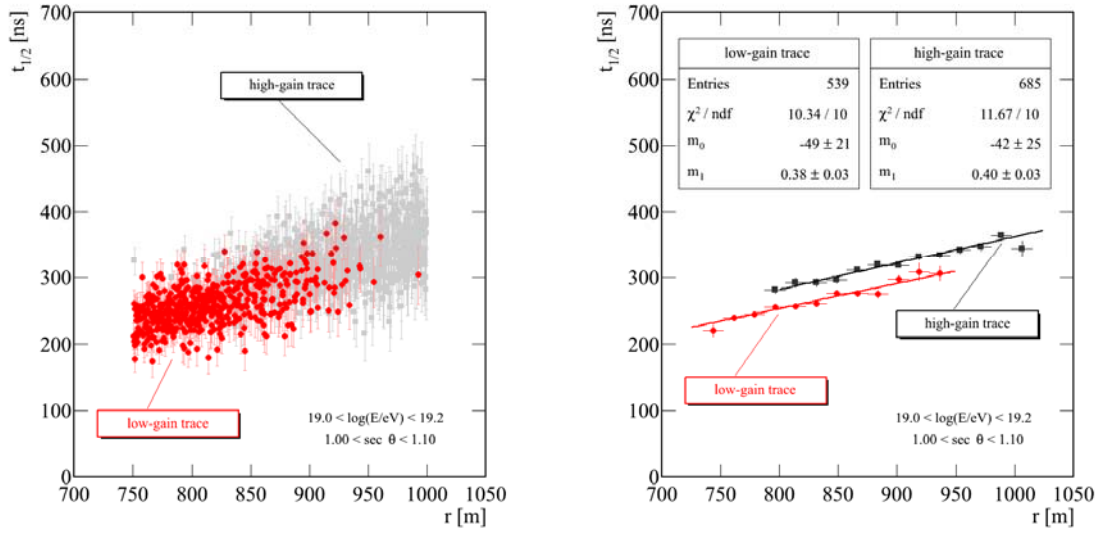 700
600
500
400
300
200
100
0
t1/2 [ns]
high-gain trace
low-gain trace
19.0 < log(E/eV) < 19.2
1.00 < sec θ < 1.10
700 750 800 850 900 950 1000 1050
r [m]
700
600
500
400
300
200
100
0
t1/2 [ns]
low-gain trace
Entries 539
χ2 / ndf 10.34 / 10
m0 -49 ± 21
m1 0.38 ± 0.03
high-gain trace
Entries 685
χ2 / ndf 11.67 / 10
m0 -42 ± 25
m1 0.40 ± 0.03
high-gain trace
low-gain trace
19.0 < log(E/eV) < 19.2
1.00 < sec θ < 1.10
700 750 800 850 900 950 1000 1050
r [m]